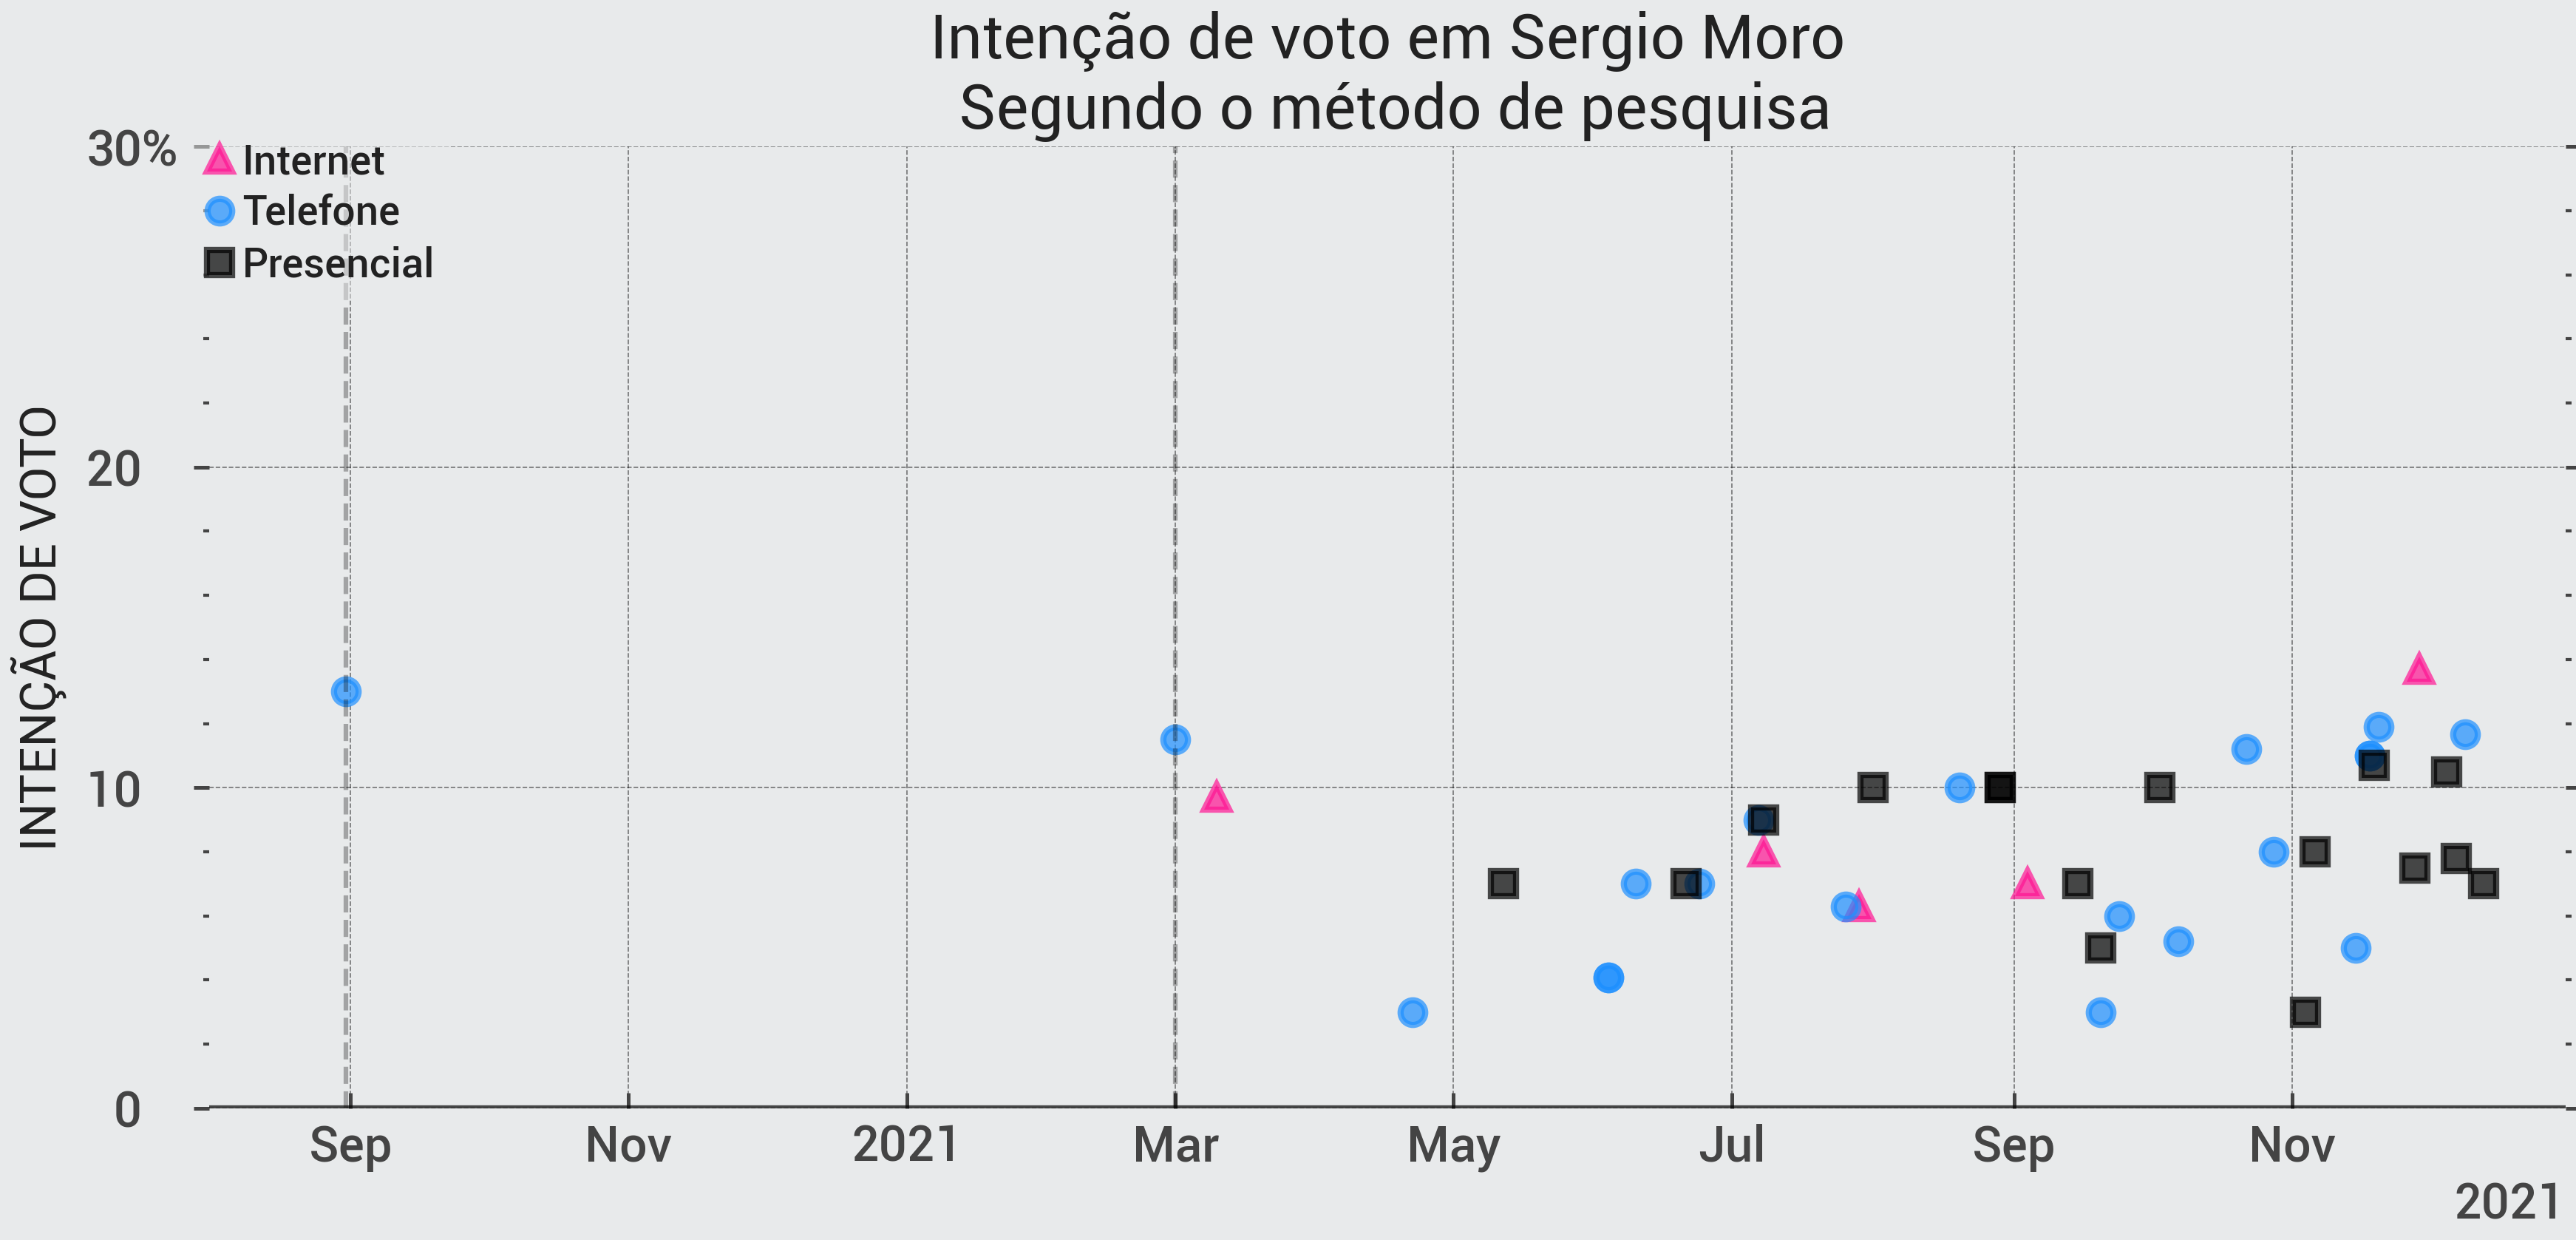 Intenção de voto em Sergio Moro
Segundo o método de pesquisa
30%
Internet
Telefone
Presencial
20
10
0
INTENÇÃO DE VOTO
Sep Nov 2021 Mar May Jul Sep Nov
2021